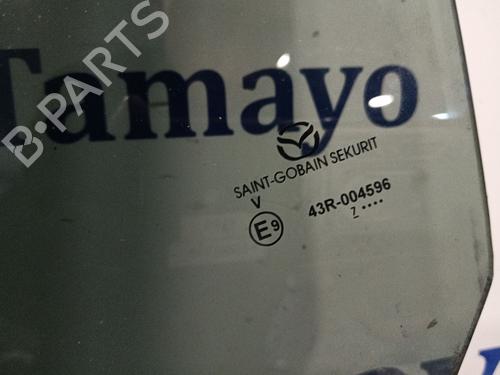 B-PARTS
Tamayo
SAINT-GOBAIN SEKURIT
V
E9 43R-004596
Z ••••